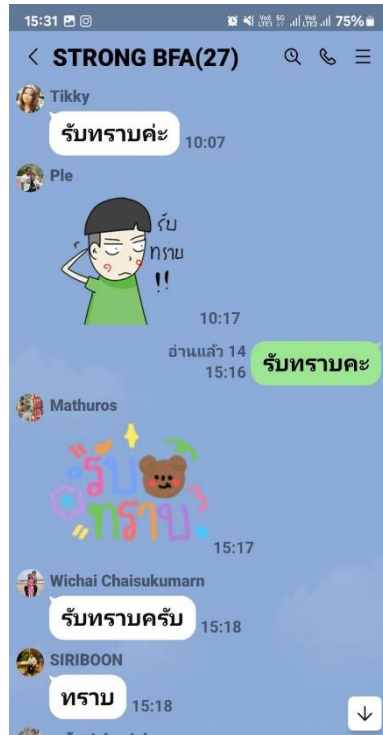 15:31 75%
STRONG BFA(27)
Tikky
รับทราบค่ะ 10:07
Ple
รับ
ทราบ
!!
10:17
อ่านแล้ว 14
15:16 รับทราบคะ
Mathuros
รับ
ทราบ
15:17
Wichai Chaisukumarn
รับทราบครับ 15:18
SIRIBOON
ทราบ 15:18